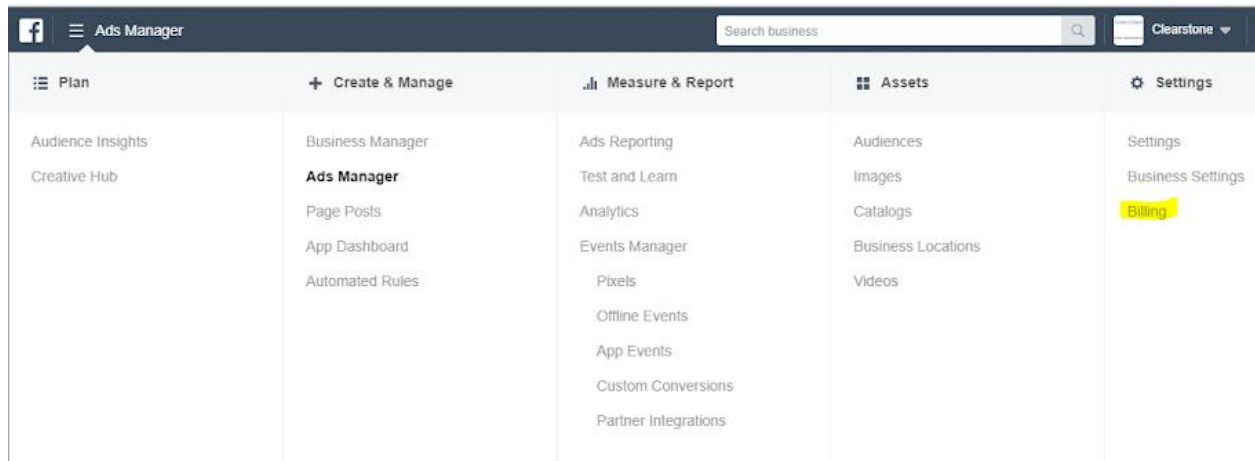 Ads Manager
Search business
Clearstone
Plan
Audience Insights
Creative Hub
Create & Manage
Business Manager
Ads Manager
Page Posts
App Dashboard
Automated Rules
Measure & Report
Ads Reporting
Test and Learn
Analytics
Events Manager
Pixels
Offline Events
App Events
Custom Conversions
Partner Integrations
Assets
Audiences
Images
Catalogs
Business Locations
Videos
Settings
Settings
Business Settings
Billing